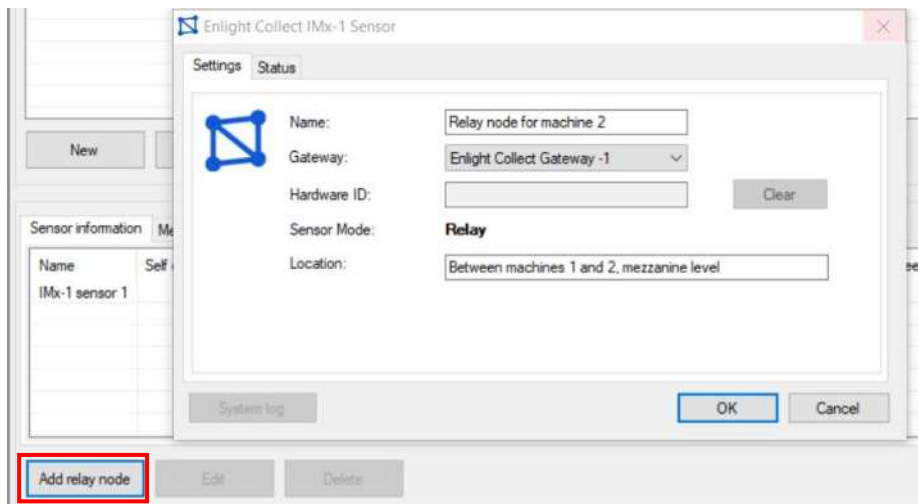 Enlight Collect IMx-1 Sensor
Settings Status
Name: Relay node for machine 2
Gateway: Enlight Collect Gateway -1
Hardware ID: Clear
Sensor Mode: Relay
Location: Between machines 1 and 2, mezzanine level
System log OK Cancel
New
Sensor information Me
Name Self
IMx-1 sensor 1
Add relay node Edit Delete